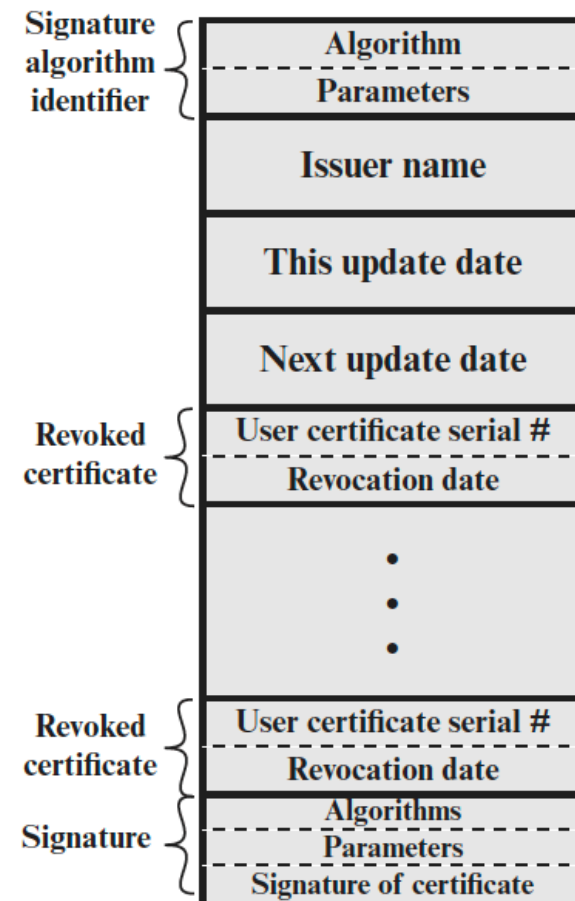 Signature
algorithm
identifier
Algorithm
Parameters
Issuer name
This update date
Next update date
Revoked
certificate
User certificate serial #
Revocation date
Revoked
certificate
User certificate serial #
Revocation date
Signature
Algorithms
Parameters
Signature of certificate